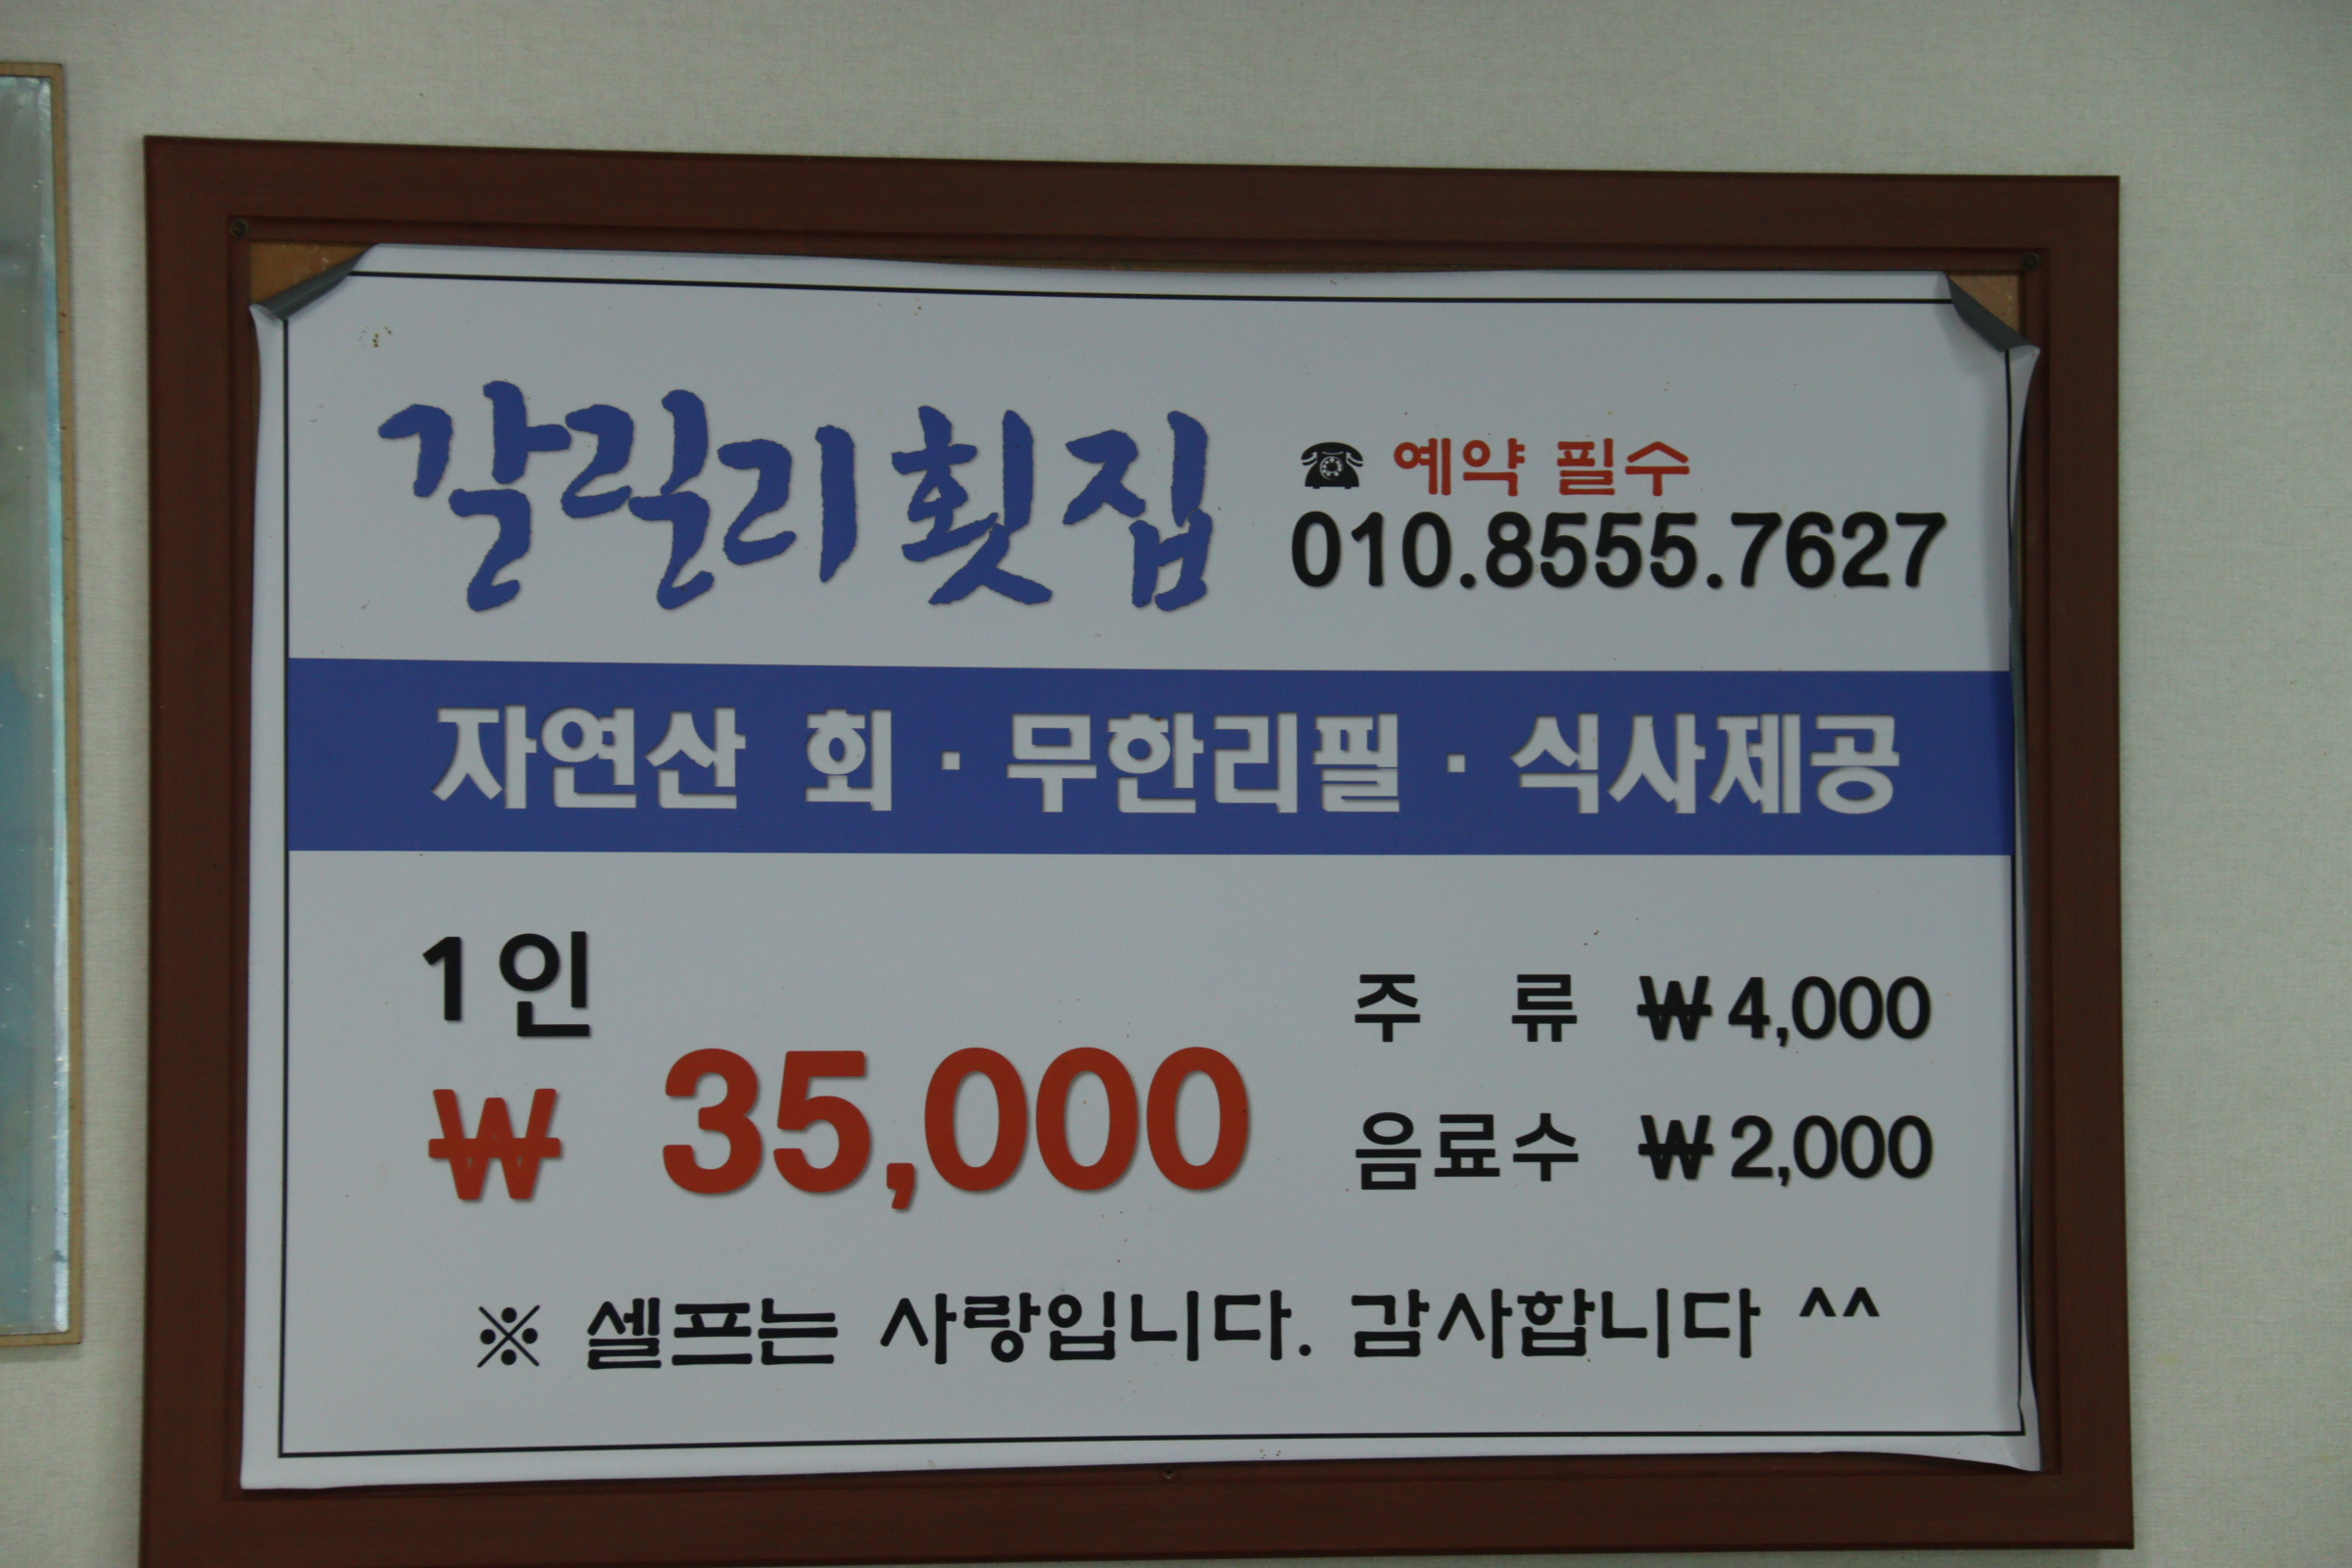 갈릴리횟집
☎ 예약 필수
010.8555.7627
자연산 회 · 무한리필 · 식사제공
1인
₩ 35,000
주 류 ₩4,000
음료수 ₩2,000
※ 셀프는 사랑입니다. 감사합니다 ^^